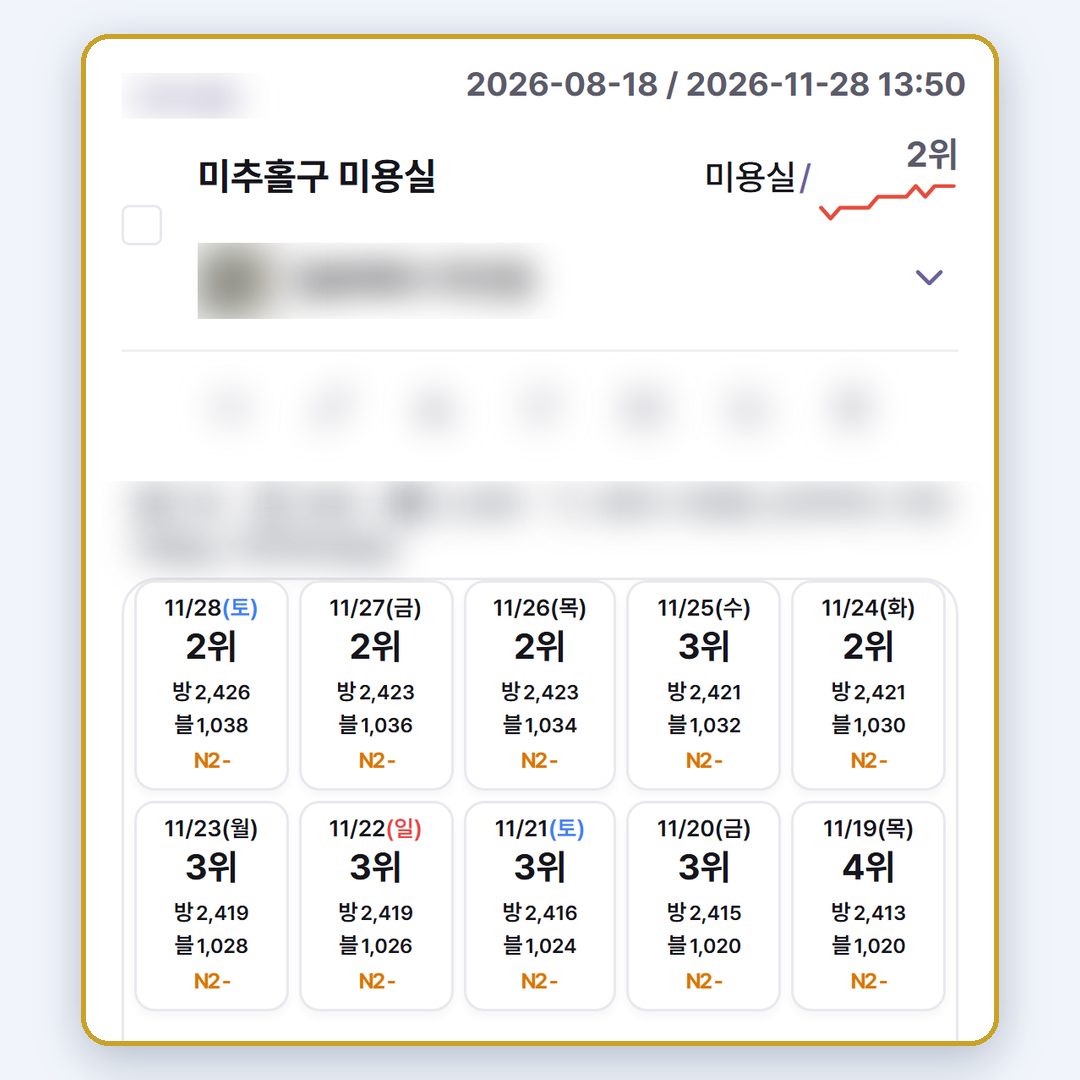 2026-08-18 / 2026-11-28 13:50
미추홀구 미용실
미용실/
2위
11/28(토) 11/27(금) 11/26(목) 11/25(수) 11/24(화)
2위 2위 2위 3위 2위
방2,426 방2,423 방2,423 방2,421 방2,421
블1,038 블1,036 블1,034 블1,032 블1,030
N2- N2- N2- N2- N2-
11/23(월) 11/22(일) 11/21(토) 11/20(금) 11/19(목)
3위 3위 3위 3위 4위
방2,419 방2,419 방2,416 방2,415 방2,413
블1,028 블1,026 블1,024 블1,020 블1,020
N2- N2- N2- N2- N2-